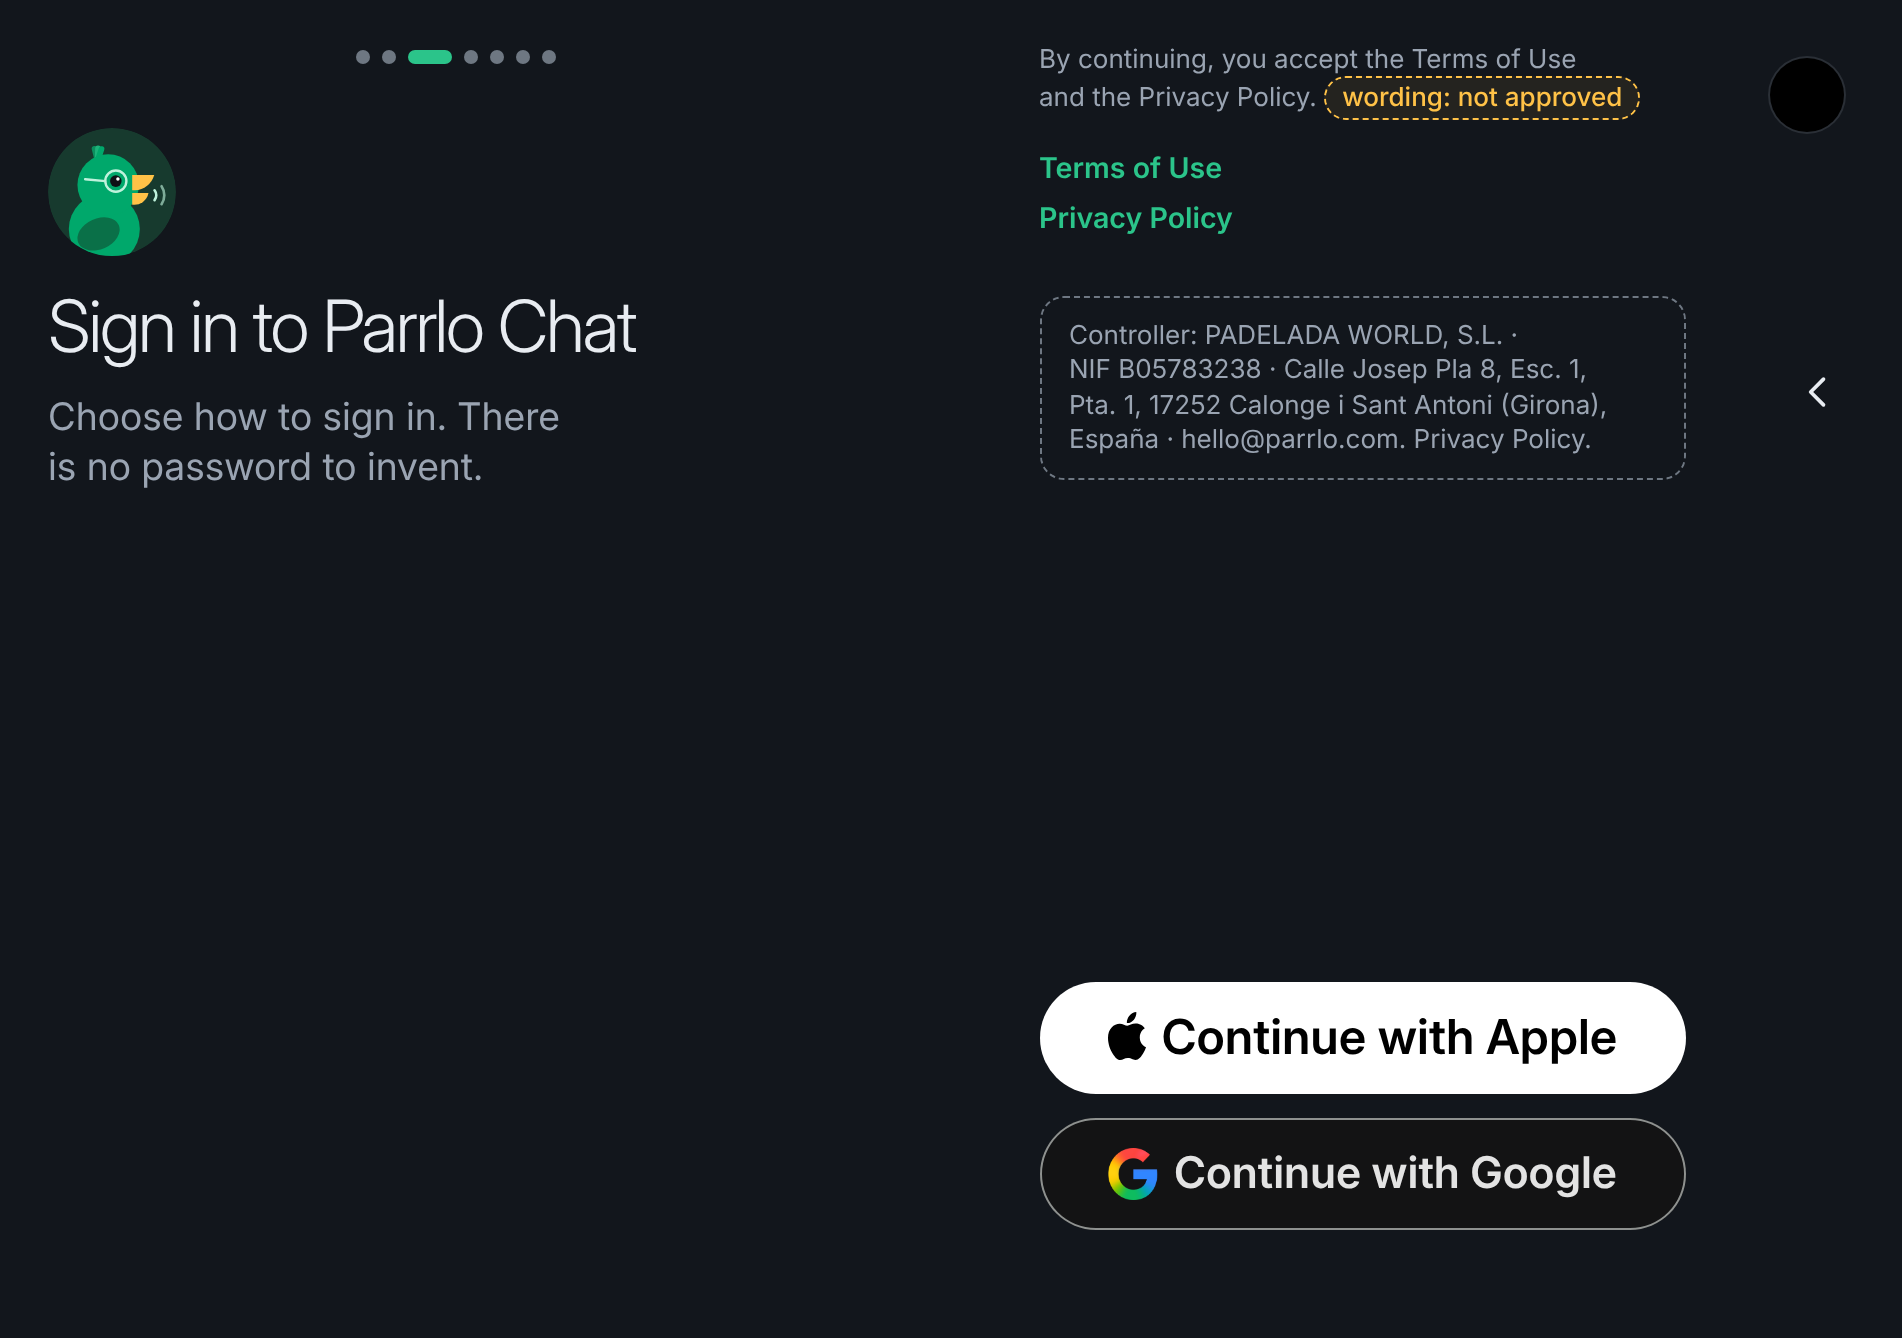 Sign in to Parrlo Chat
Choose how to sign in. There
is no password to invent.
By continuing, you accept the Terms of Use
and the Privacy Policy. wording: not approved
Terms of Use
Privacy Policy
Controller: PADELADA WORLD, S.L. ·
NIF B05783238 · Calle Josep Pla 8, Esc. 1,
Pta. 1, 17252 Calonge i Sant Antoni (Girona),
España · hello@parrlo.com. Privacy Policy.
Continue with Apple
Continue with Google